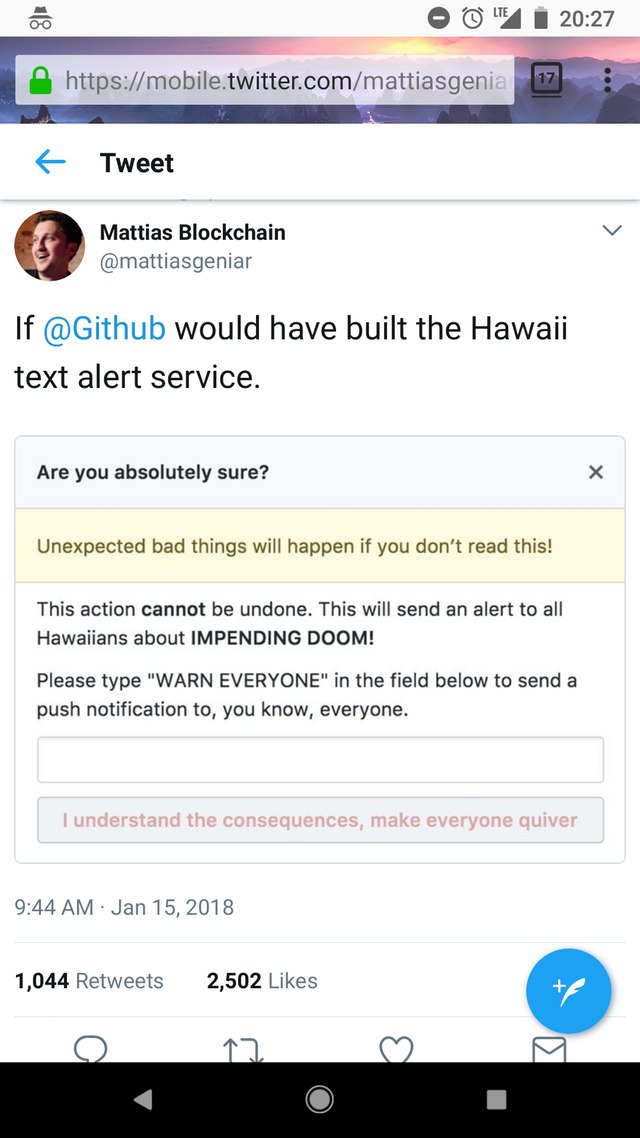 LTE 20:27
https://mobile.twitter.com/mattiasgenia
17
Tweet
Mattias Blockchain
@mattiasgeniar
If @Github would have built the Hawaii
text alert service.
Are you absolutely sure?
Unexpected bad things will happen if you don’t read this!
This action cannot be undone. This will send an alert to all
Hawaiians about IMPENDING DOOM!
Please type "WARN EVERYONE" in the field below to send a
push notification to, you know, everyone.
I understand the consequences, make everyone quiver
9:44 AM · Jan 15, 2018
1,044 Retweets 2,502 Likes